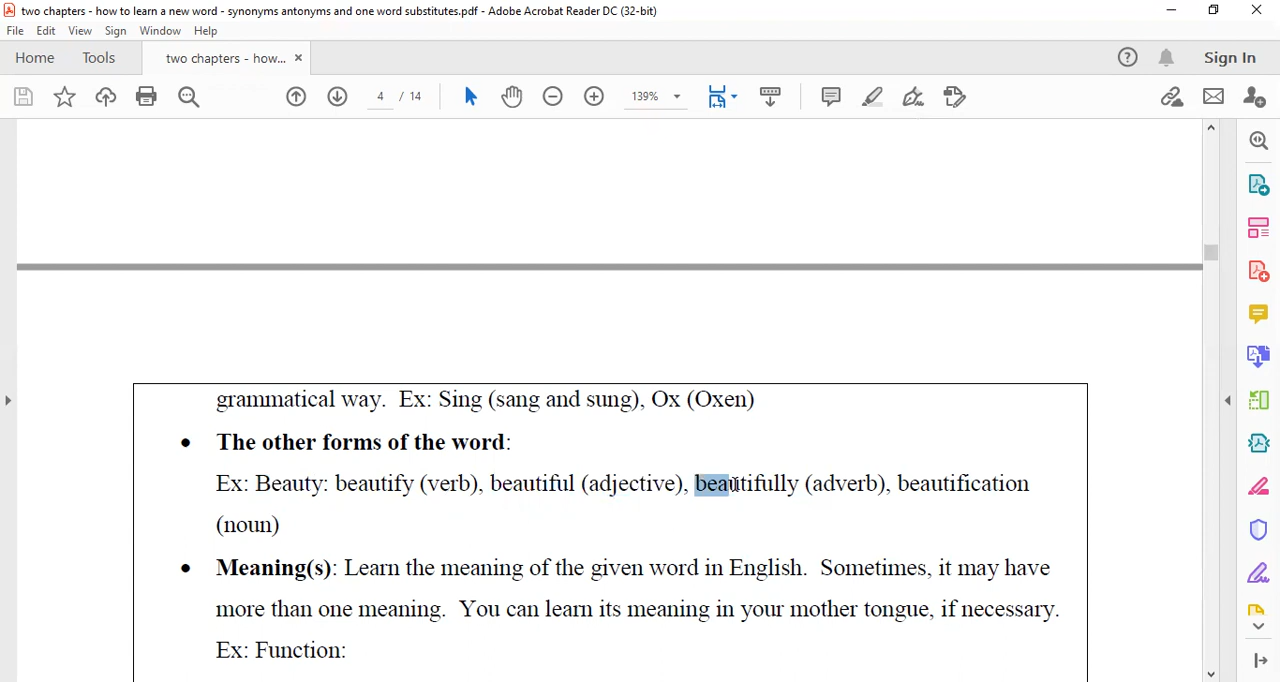 two chapters - how to learn a new word - synonyms antonyms and one word substitutes.pdf - Adobe Acrobat Reader DC (32-bit)
File Edit View Sign Window Help
Home Tools two chapters - how... × Sign In
4 / 14 139%
grammatical way. Ex: Sing (sang and sung), Ox (Oxen)
• The other forms of the word:
Ex: Beauty: beautify (verb), beautiful (adjective), beautifully (adverb), beautification
(noun)
• Meaning(s): Learn the meaning of the given word in English. Sometimes, it may have
more than one meaning. You can learn its meaning in your mother tongue, if necessary.
Ex: Function: